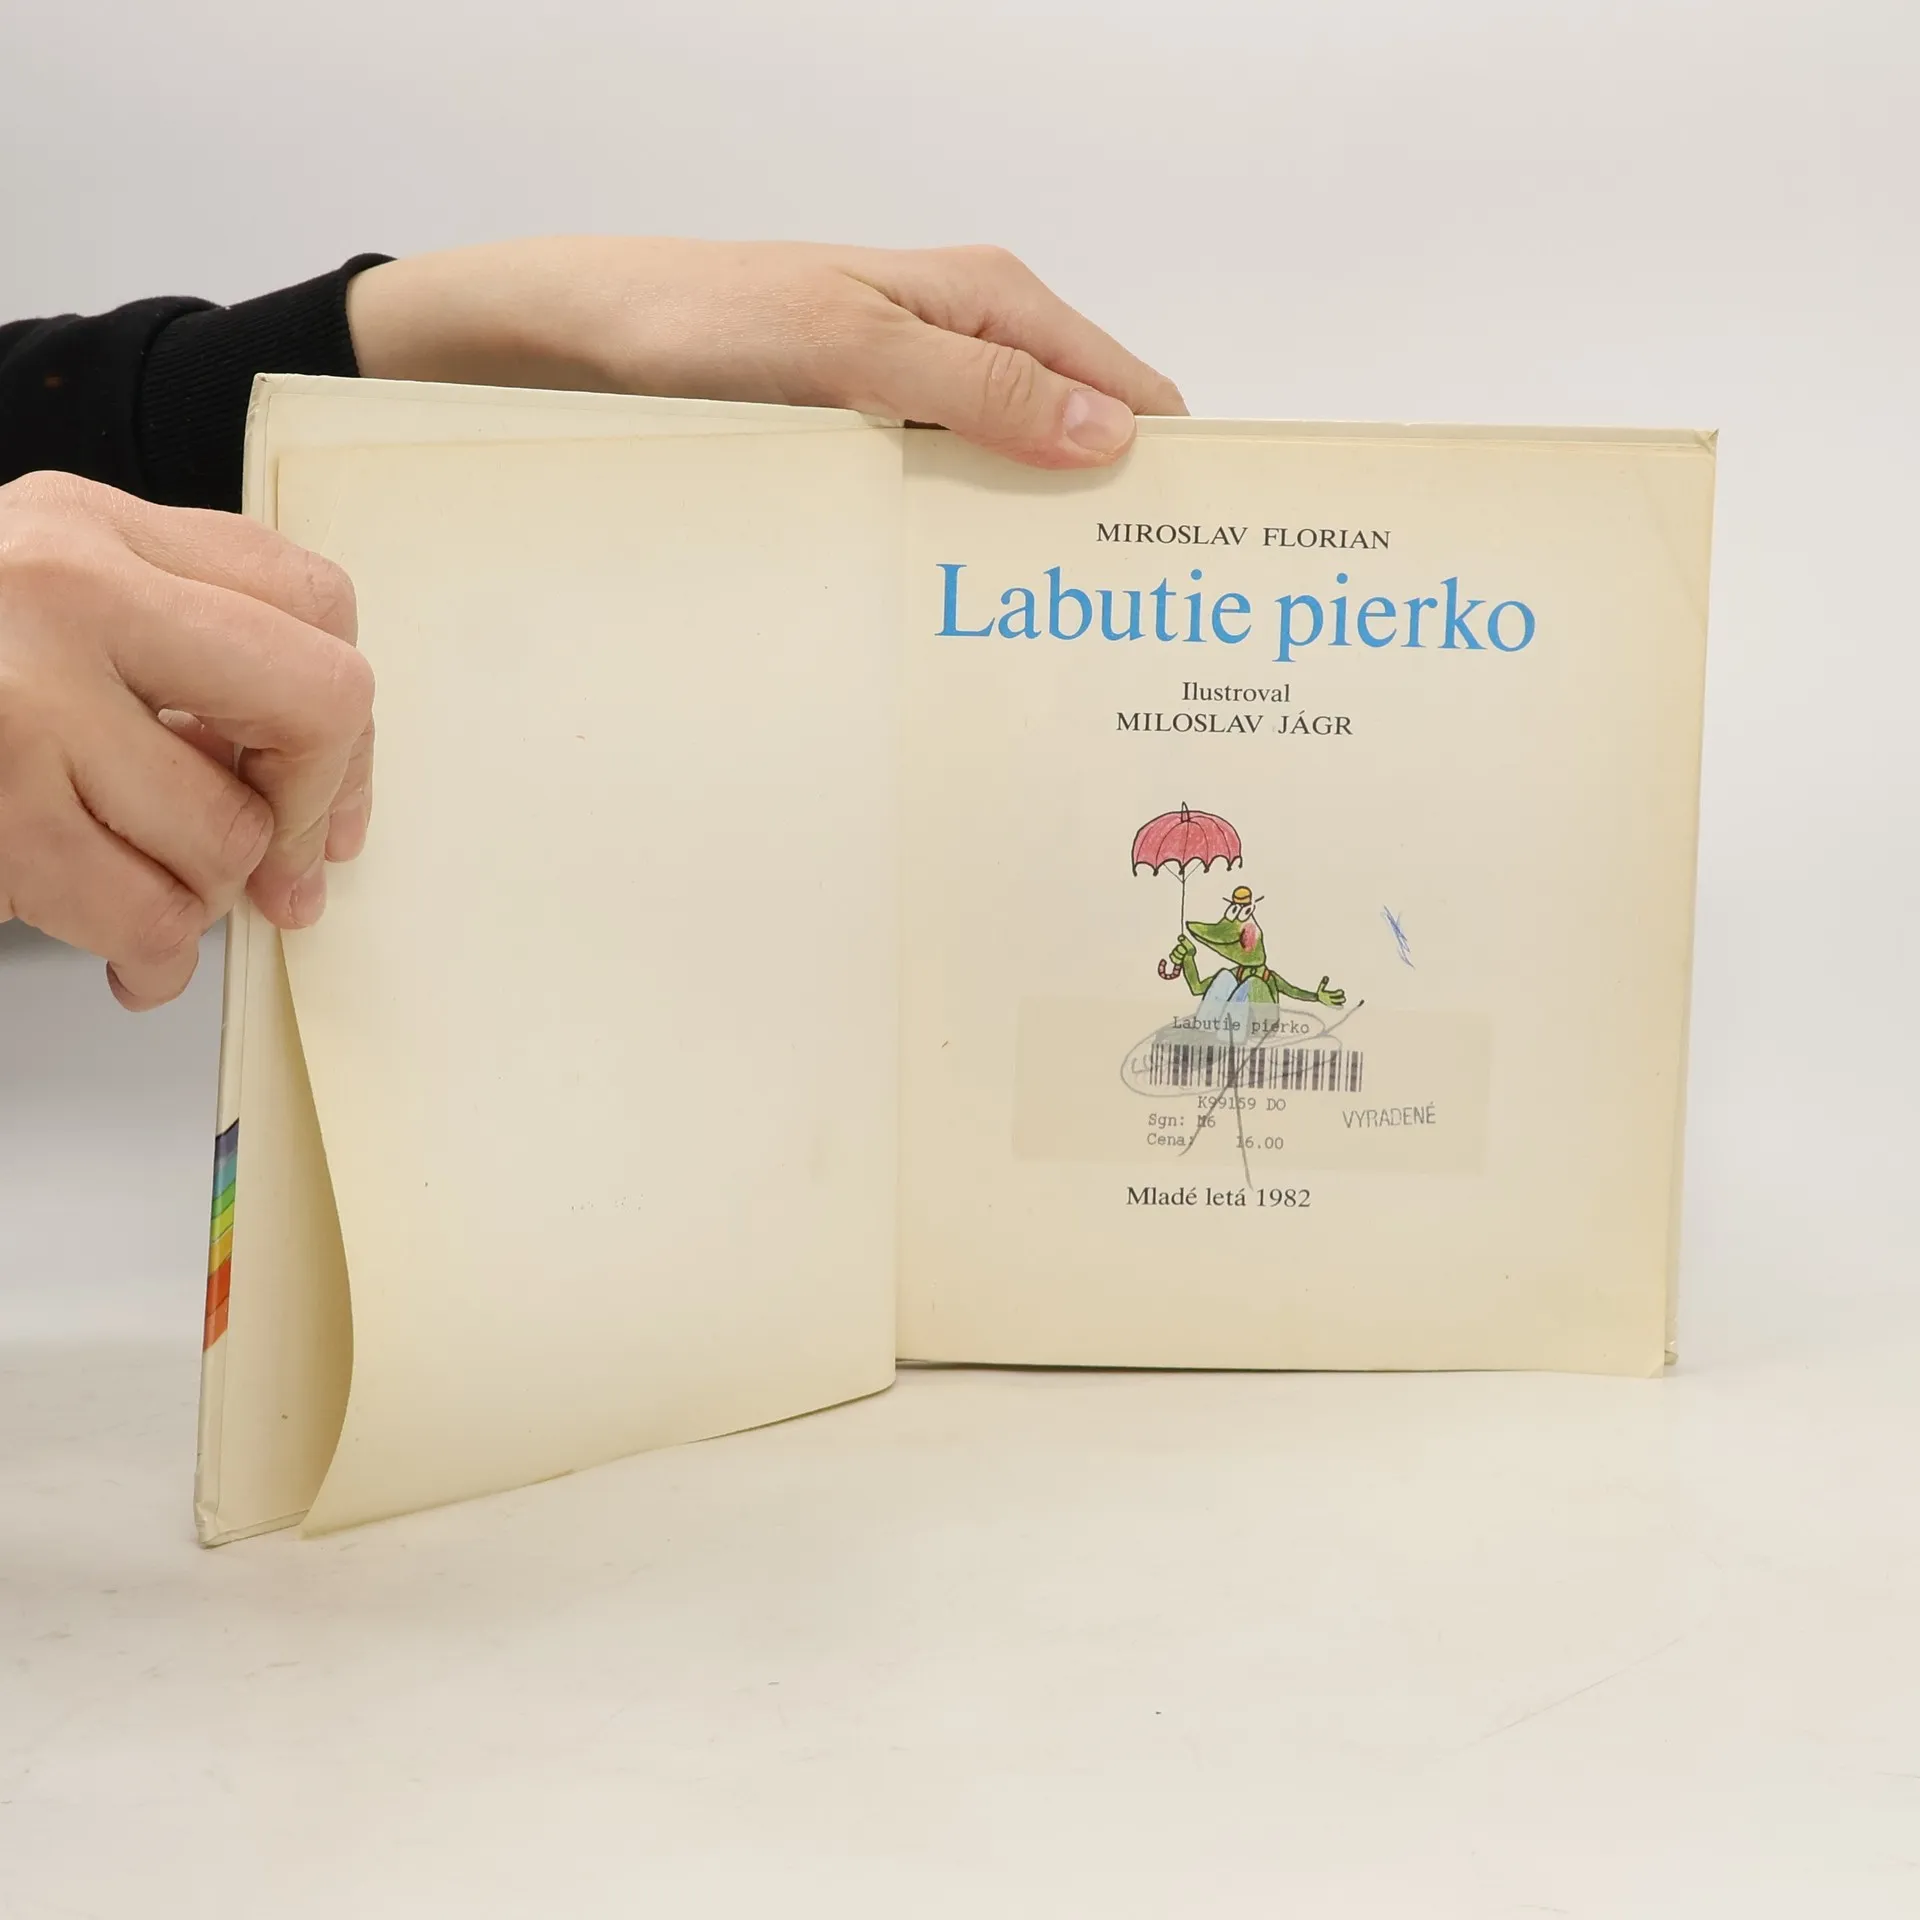 MIROSLAV FLORIAN
Labutie pierko
Ilustroval
MILOSLAV JÁGR
Labutie pierko
K99159 DO
Sgn: M6
VYRADENÉ
Cena: 16.00
Mladé letá 1982